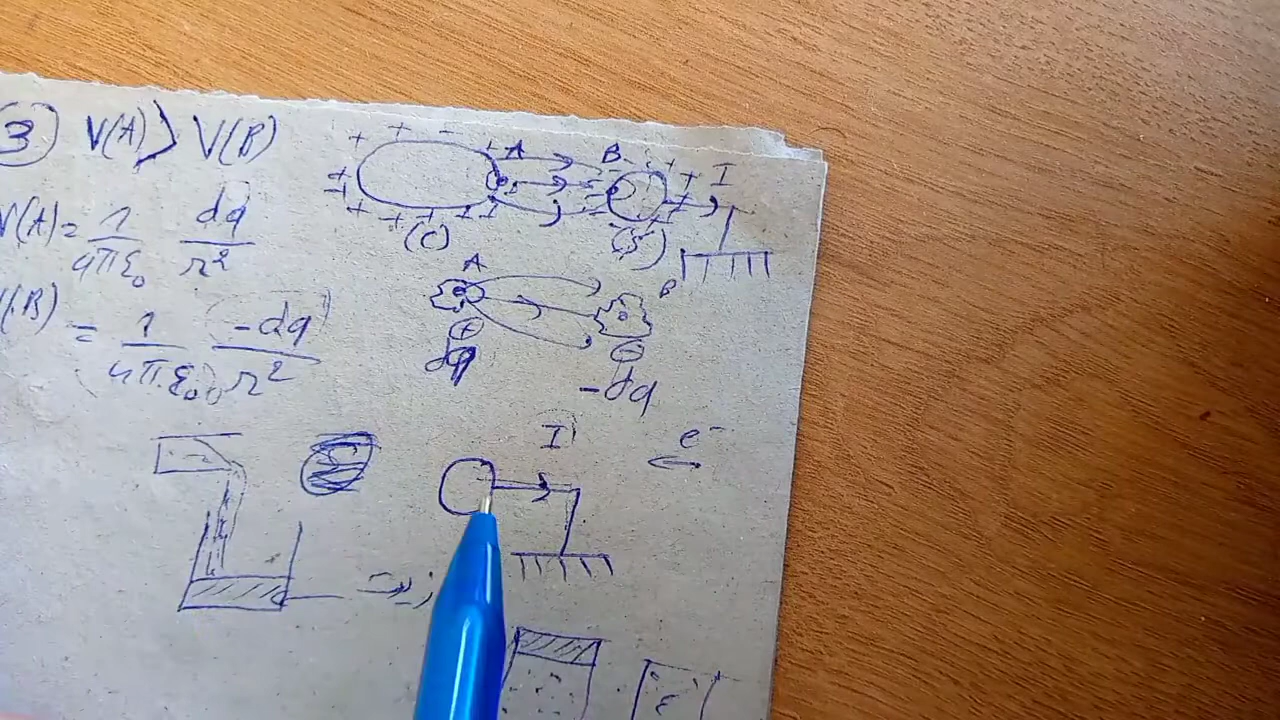 ③ V(A) > V(B)
+ + - + A B - + + I
(C) (S')
V(A) = 1/4πε₀ dq/r²
A B
+ -
dq -dq
V(B) = 1/4πε₀ -dq/r²
I e⁻